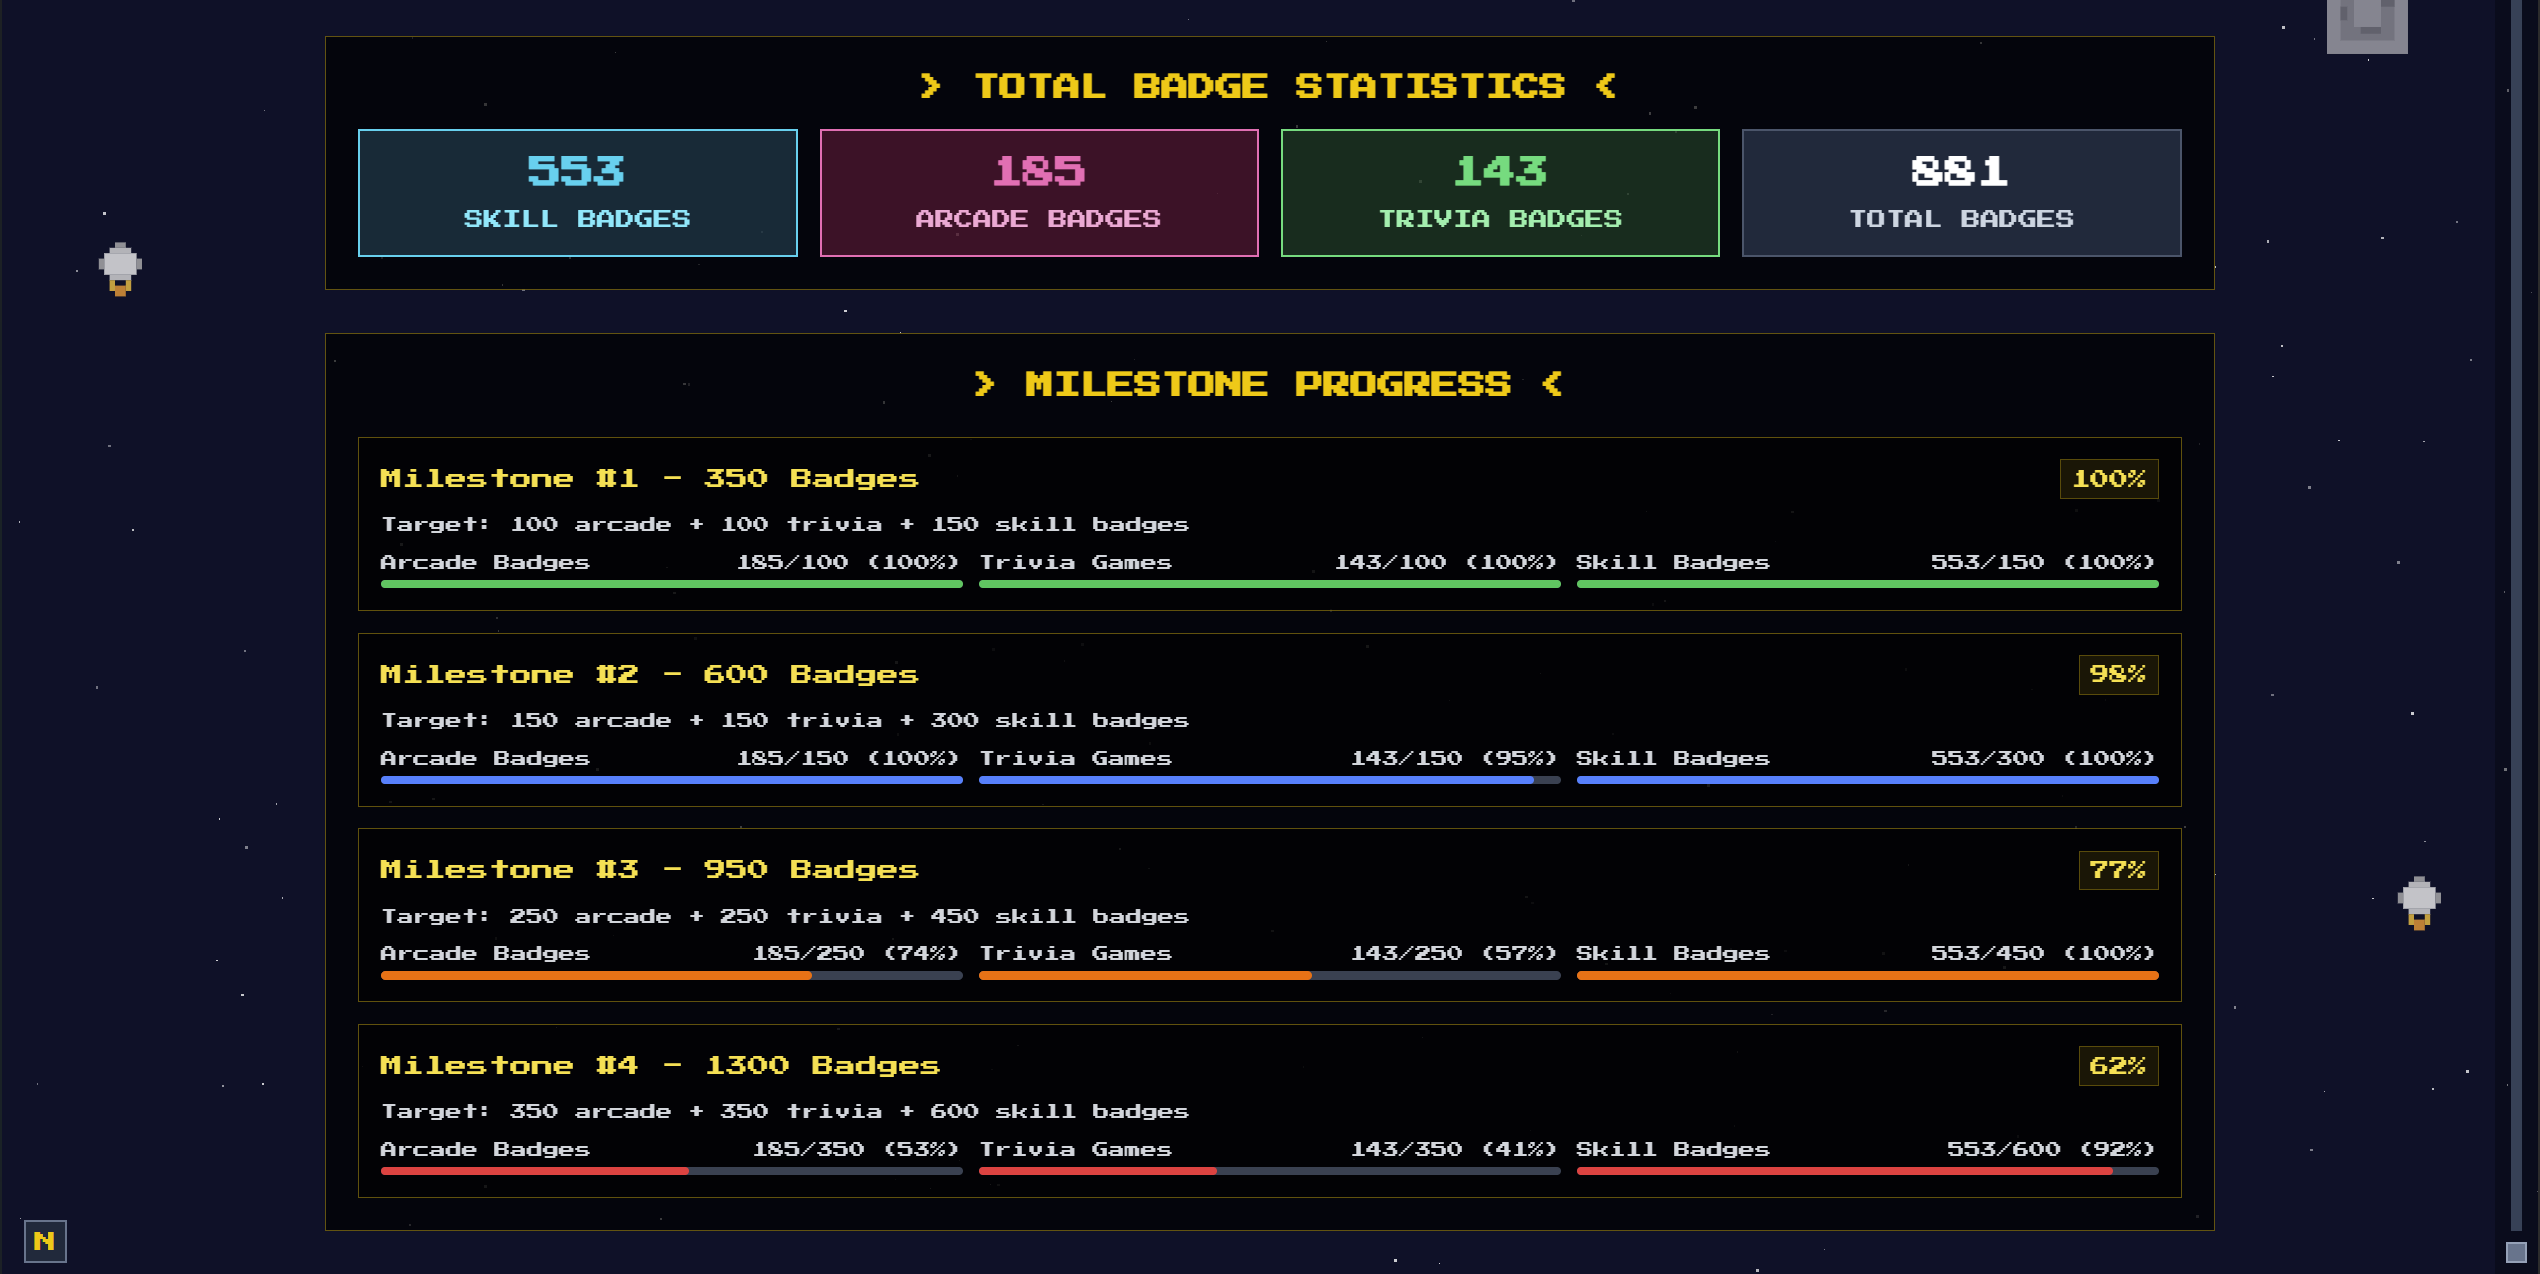 > TOTAL BADGE STATISTICS <
553
SKILL BADGES
185
ARCADE BADGES
143
TRIVIA BADGES
881
TOTAL BADGES
> MILESTONE PROGRESS <
Milestone #1 - 350 Badges
100%
Target: 100 arcade + 100 trivia + 150 skill badges
Arcade Badges 185/100 (100%) Trivia Games 143/100 (100%) Skill Badges 553/150 (100%)
Milestone #2 - 600 Badges
98%
Target: 150 arcade + 150 trivia + 300 skill badges
Arcade Badges 185/150 (100%) Trivia Games 143/150 (95%) Skill Badges 553/300 (100%)
Milestone #3 - 950 Badges
77%
Target: 250 arcade + 250 trivia + 450 skill badges
Arcade Badges 185/250 (74%) Trivia Games 143/250 (57%) Skill Badges 553/450 (100%)
Milestone #4 - 1300 Badges
62%
Target: 350 arcade + 350 trivia + 600 skill badges
Arcade Badges 185/350 (53%) Trivia Games 143/350 (41%) Skill Badges 553/600 (92%)
N